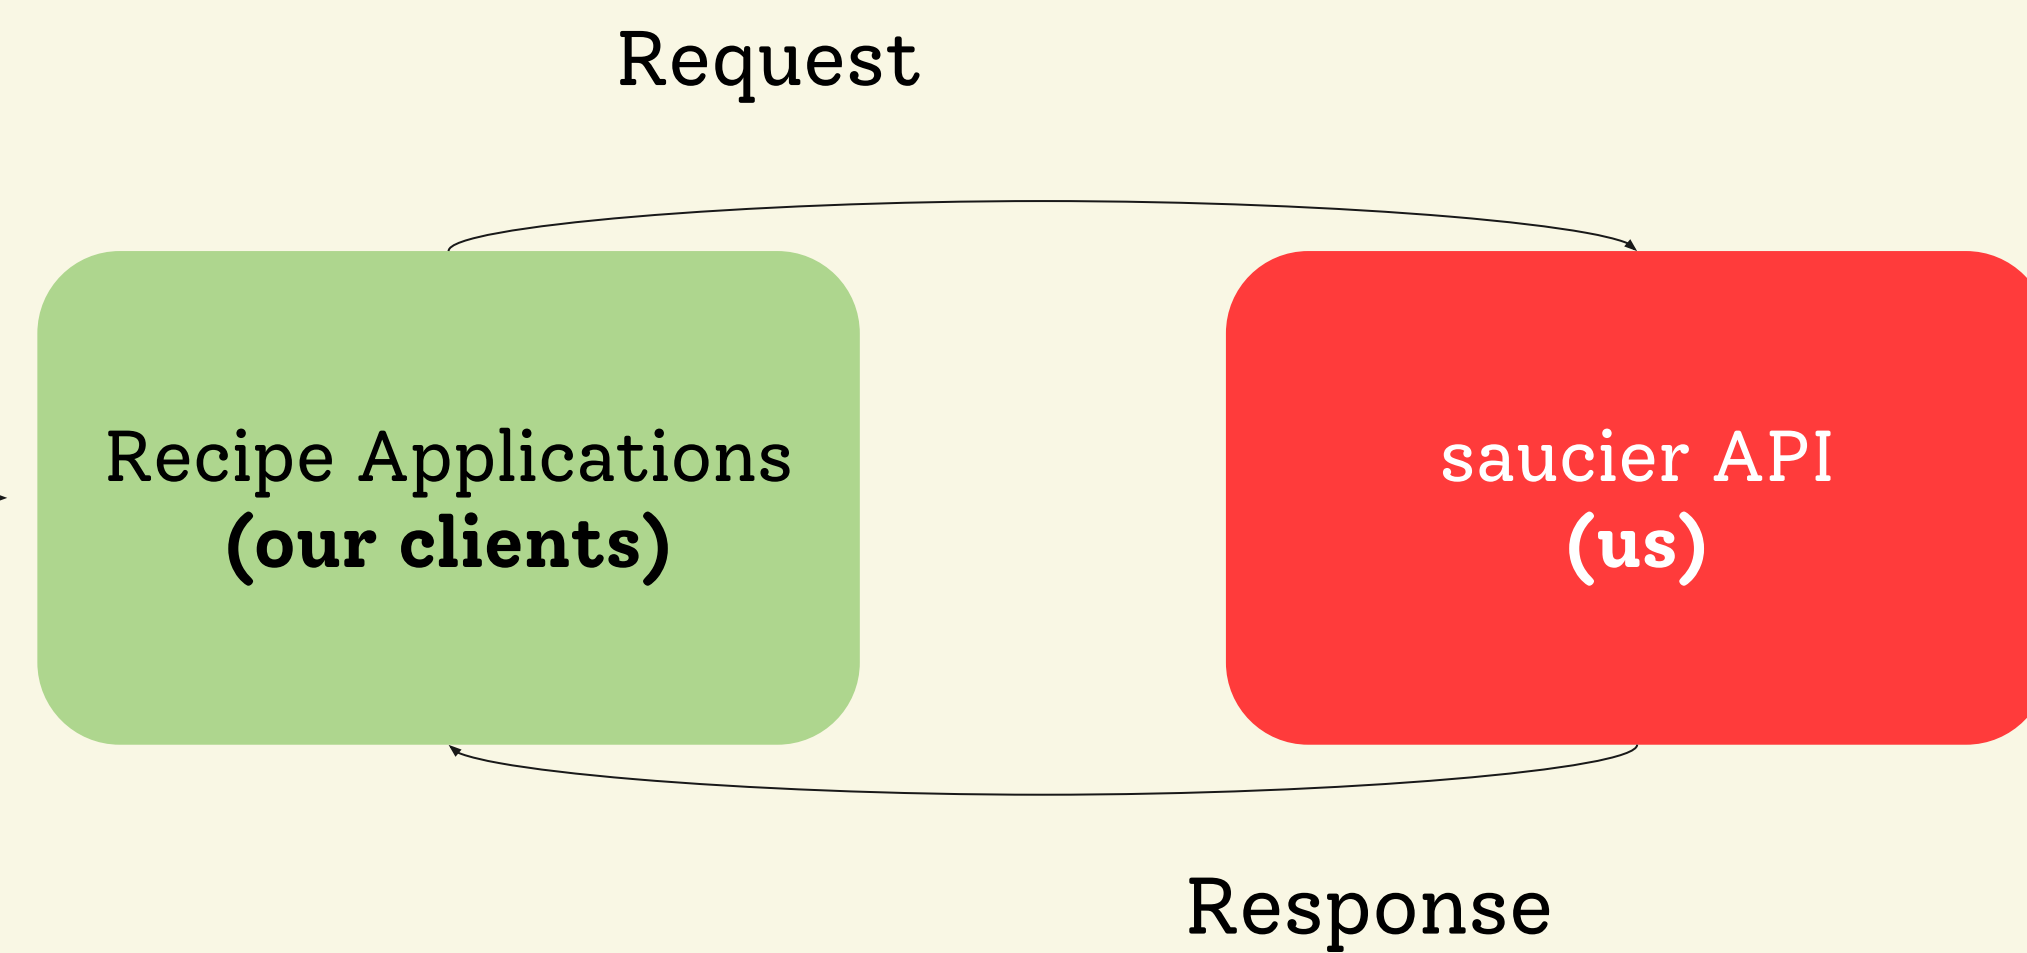 Request
Recipe Applications
(our clients)
saucier API
(us)
Response